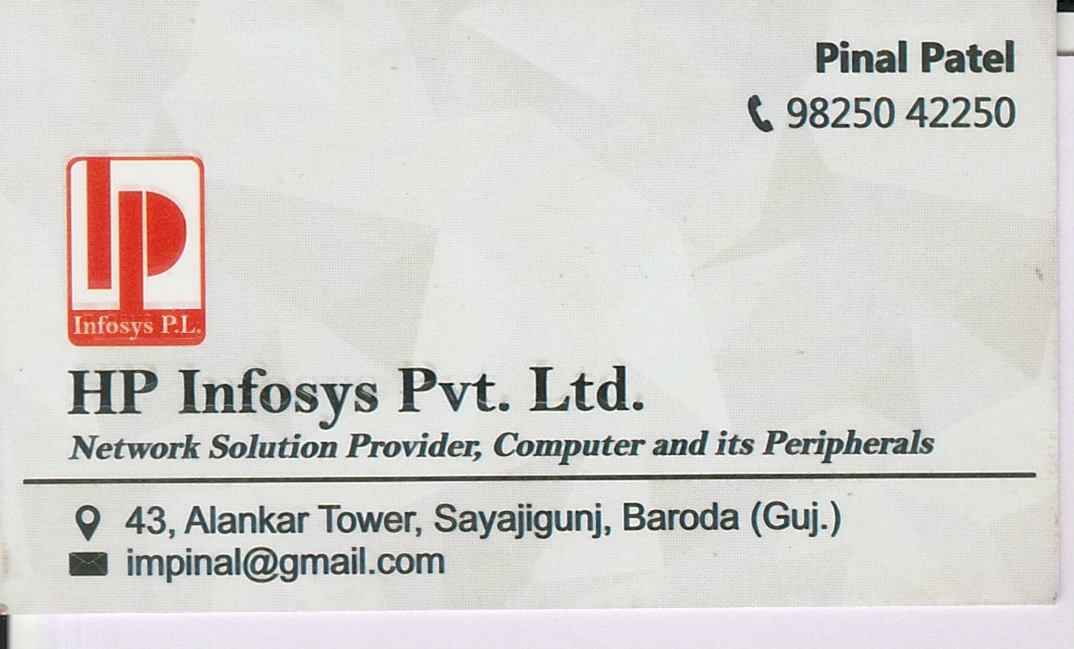 Pinal Patel
98250 42250
Infosys P.L.
HP Infosys Pvt. Ltd.
Network Solution Provider, Computer and its Peripherals
43, Alankar Tower, Sayajigunj, Baroda (Guj.)
impinal@gmail.com